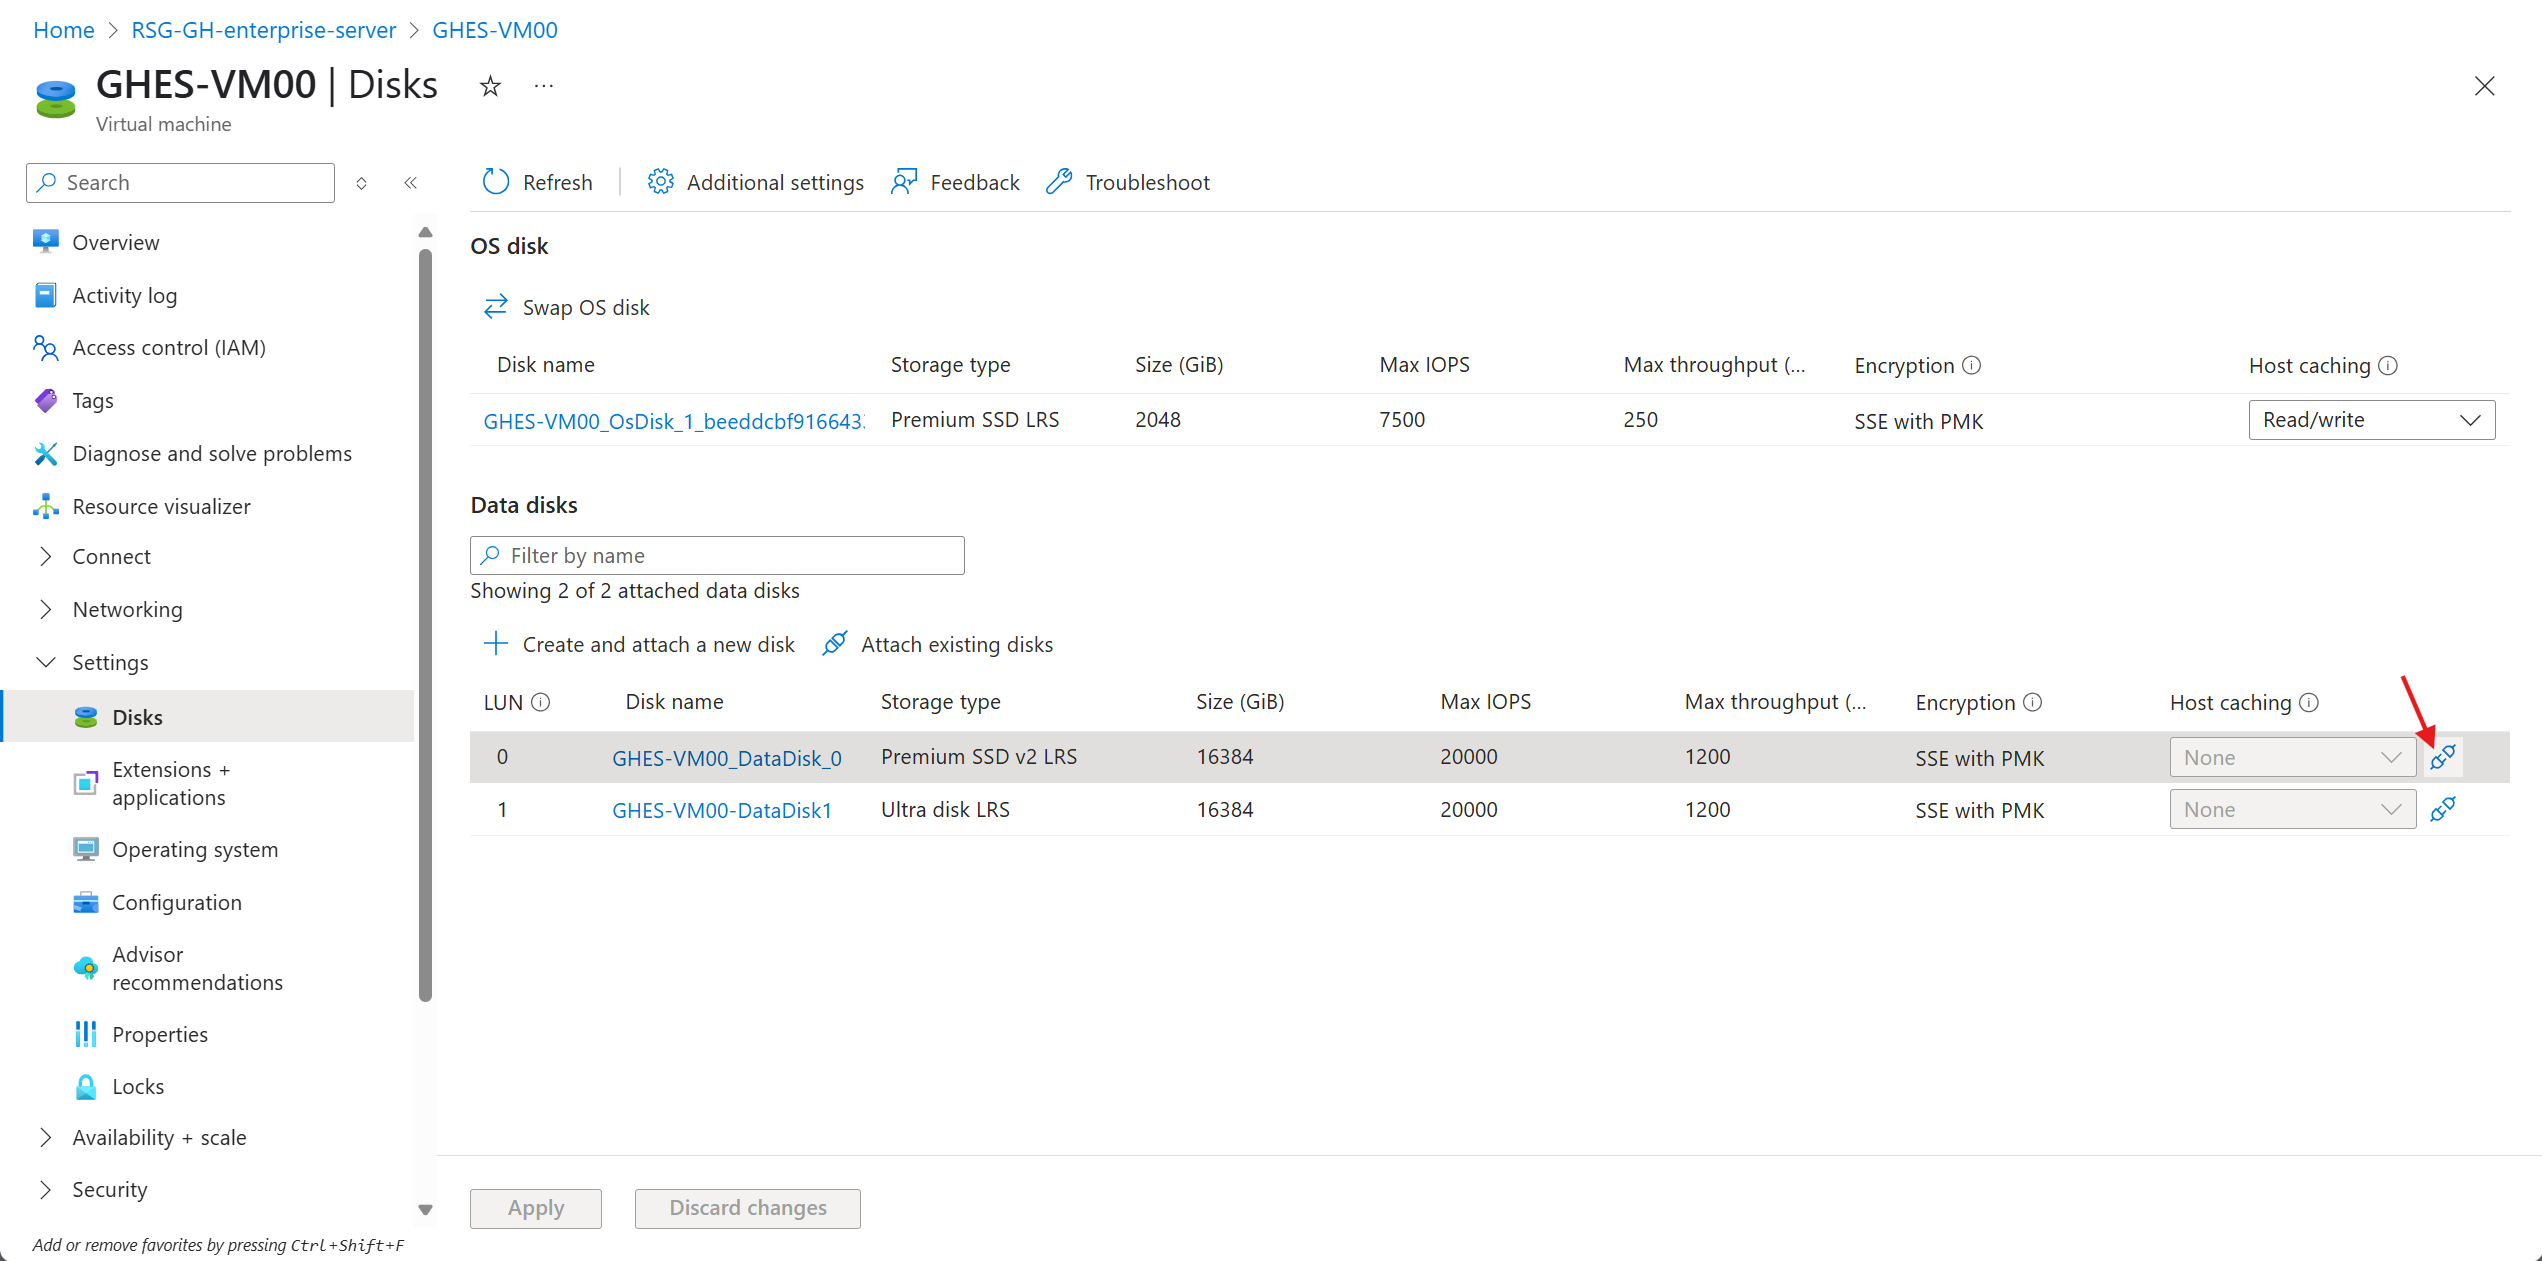 Home > RSG-GH-enterprise-server > GHES-VM00
GHES-VM00 | Disks
Virtual machine
Search
Refresh
Additional settings
Feedback
Troubleshoot
Overview
Activity log
Access control (IAM)
Tags
Diagnose and solve problems
Resource visualizer
Connect
Networking
Settings
Disks
Extensions +
applications
Operating system
Configuration
Advisor
recommendations
Properties
Locks
Availability + scale
Security
Add or remove favorites by pressing Ctrl+Shift+F
OS disk
Swap OS disk
Disk name Storage type Size (GiB) Max IOPS Max throughput (... Encryption Host caching
GHES-VM00_OsDisk_1_beeddcbf916643 Premium SSD LRS 2048 7500 250 SSE with PMK Read/write
Data disks
Filter by name
Showing 2 of 2 attached data disks
Create and attach a new disk Attach existing disks
LUN Disk name Storage type Size (GiB) Max IOPS Max throughput (... Encryption Host caching
0 GHES-VM00_DataDisk_0 Premium SSD v2 LRS 16384 20000 1200 SSE with PMK None
1 GHES-VM00-DataDisk1 Ultra disk LRS 16384 20000 1200 SSE with PMK None
Apply Discard changes